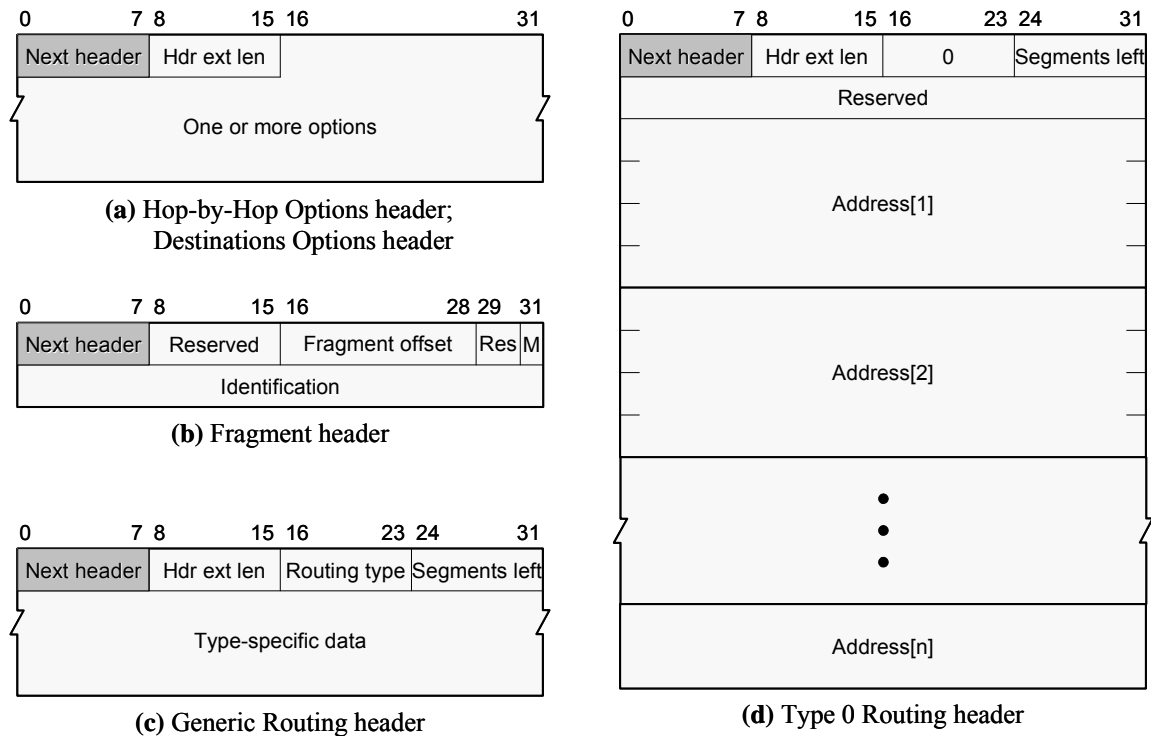 0 7 8 15 16 31
Next header Hdr ext len
One or more options
(a) Hop-by-Hop Options header;
Destinations Options header
0 7 8 15 16 28 29 31
Next header Reserved Fragment offset Res M
Identification
(b) Fragment header
0 7 8 15 16 23 24 31
Next header Hdr ext len Routing type Segments left
Type-specific data
(c) Generic Routing header
0 7 8 15 16 23 24 31
Next header Hdr ext len 0 Segments left
Reserved
Address[1]
Address[2]
Address[n]
(d) Type 0 Routing header